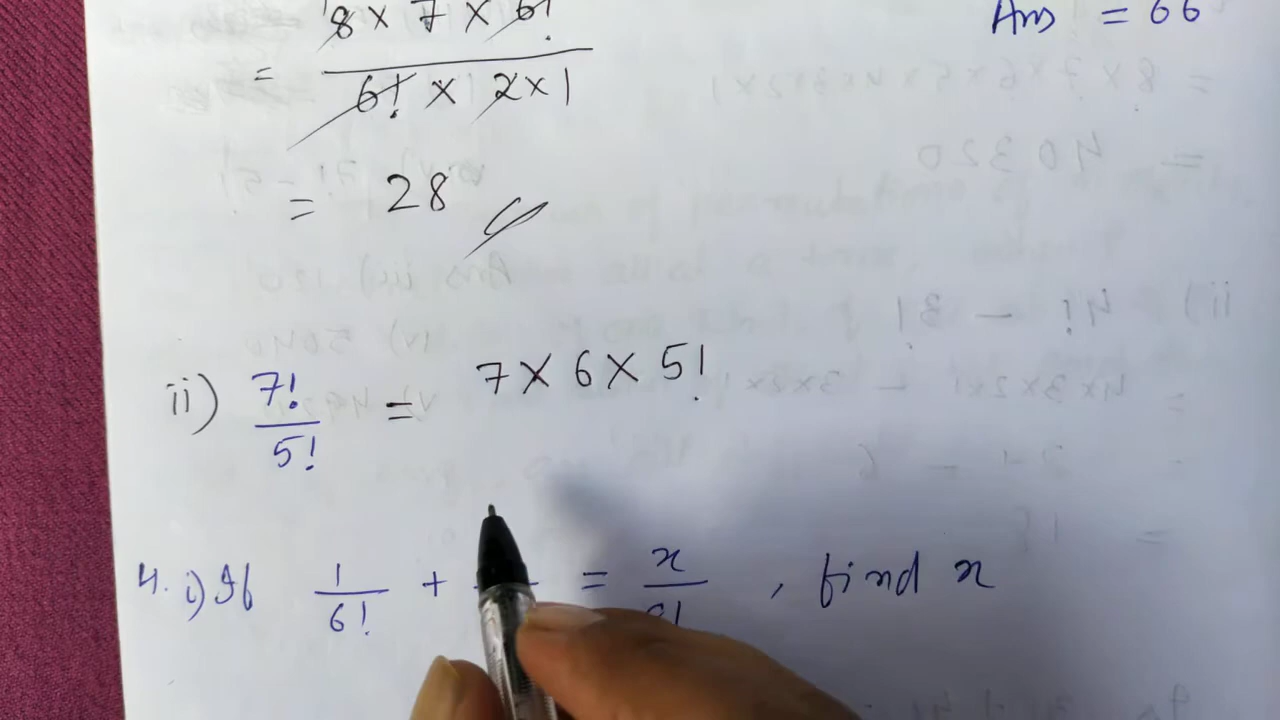 8 × 7 × 6!
Ans = 66
= 6! × 2 × 1
= 28
ii) 7!/5! = 7 × 6 × 5!
4. i) If 1/6! + = x/ ! , find x